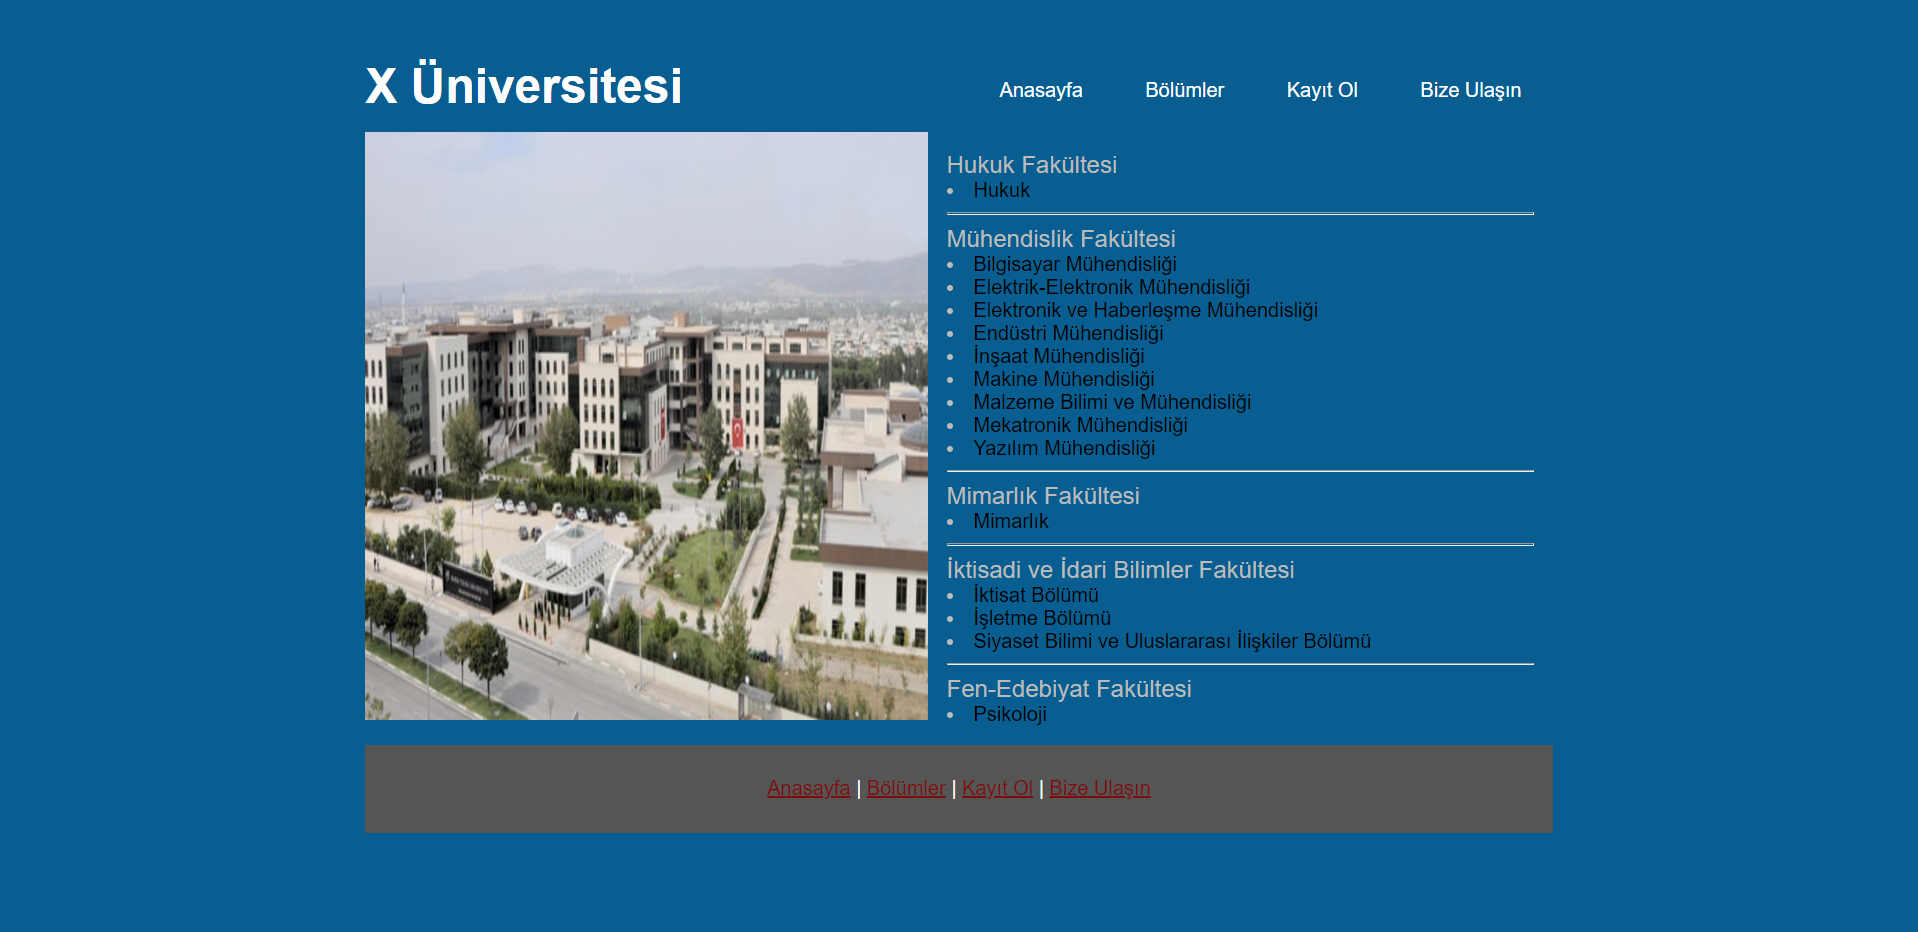 X Üniversitesi
Anasayfa Bölümler Kayıt Ol Bize Ulaşın
Hukuk Fakültesi
Hukuk
Mühendislik Fakültesi
Bilgisayar Mühendisliği
Elektrik-Elektronik Mühendisliği
Elektronik ve Haberleşme Mühendisliği
Endüstri Mühendisliği
İnşaat Mühendisliği
Makine Mühendisliği
Malzeme Bilimi ve Mühendisliği
Mekatronik Mühendisliği
Yazılım Mühendisliği
Mimarlık Fakültesi
Mimarlık
İktisadi ve İdari Bilimler Fakültesi
İktisat Bölümü
İşletme Bölümü
Siyaset Bilimi ve Uluslararası İlişkiler Bölümü
Fen-Edebiyat Fakültesi
Psikoloji
Anasayfa | Bölümler | Kayıt Ol | Bize Ulaşın